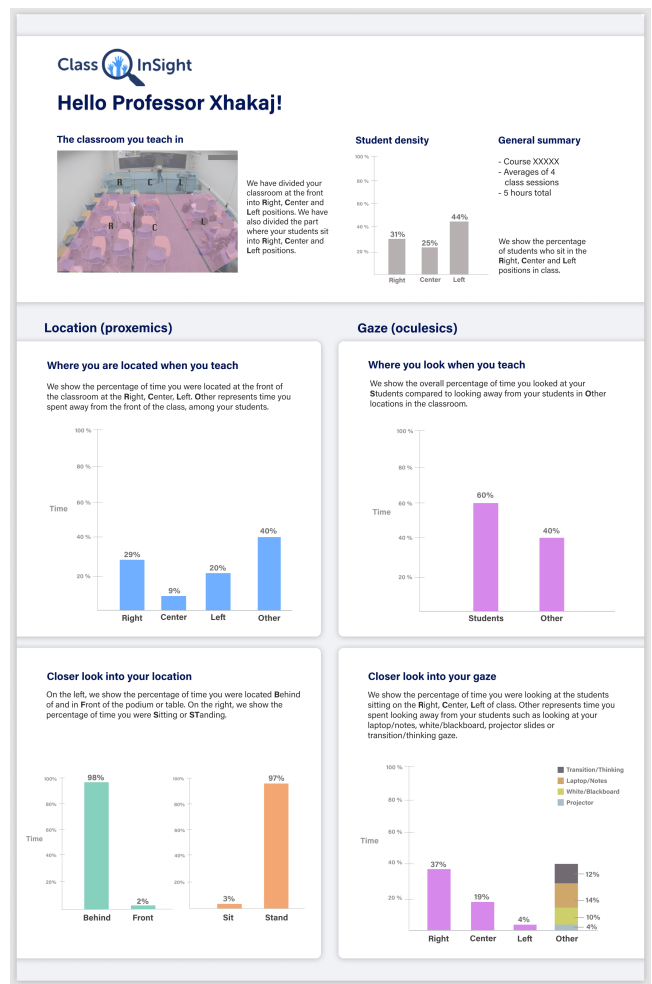 Class InSight
Hello Professor Xhakaj!
The classroom you teach in
R C L
R C L
We have divided your
classroom at the front
into Right, Center and
Left positions. We have
also divided the part
where your students sit
into Right, Center and
Left positions.
Student density
100 %
80 %
60 %
40 %
20 %
31%
25%
44%
Right Center Left
General summary
- Course XXXXX
- Averages of 4
class sessions
- 5 hours total
We show the percentage
of students who sit in the
Right, Center and Left
positions in class.
Location (proxemics)
Where you are located when you teach
We show the percentage of time you were located at the front of
the classroom at the Right, Center, Left. Other represents time you
spent away from the front of the class, among your students.
100 %
80 %
60 %
40 %
20 %
Time
29%
9%
20%
40%
Right Center Left Other
Gaze (oculesics)
Where you look when you teach
We show the overall percentage of time you looked at your
Students compared to looking away from your students in Other
locations in the classroom.
100 %
80 %
60 %
40 %
20 %
Time
60%
40%
Students Other
Closer look into your location
On the left, we show the percentage of time you were located Behind
of and in Front of the podium or table. On the right, we show the
percentage of time you were Sitting or STanding.
100%
80%
60%
40%
20%
Time
98%
2%
Behind Front
100%
80%
60%
40%
20%
3%
97%
Sit Stand
Closer look into your gaze
We show the percentage of time you were looking at the students
sitting on the Right, Center, Left of class. Other represents time you
spent looking away from your students such as looking at your
laptop/notes, white/blackboard, projector slides or
transition/thinking gaze.
100 %
80 %
60 %
40 %
20 %
Time
Transition/Thinking
Laptop/Notes
White/Blackboard
Projector
37%
19%
4%
12%
14%
10%
4%
Right Center Left Other